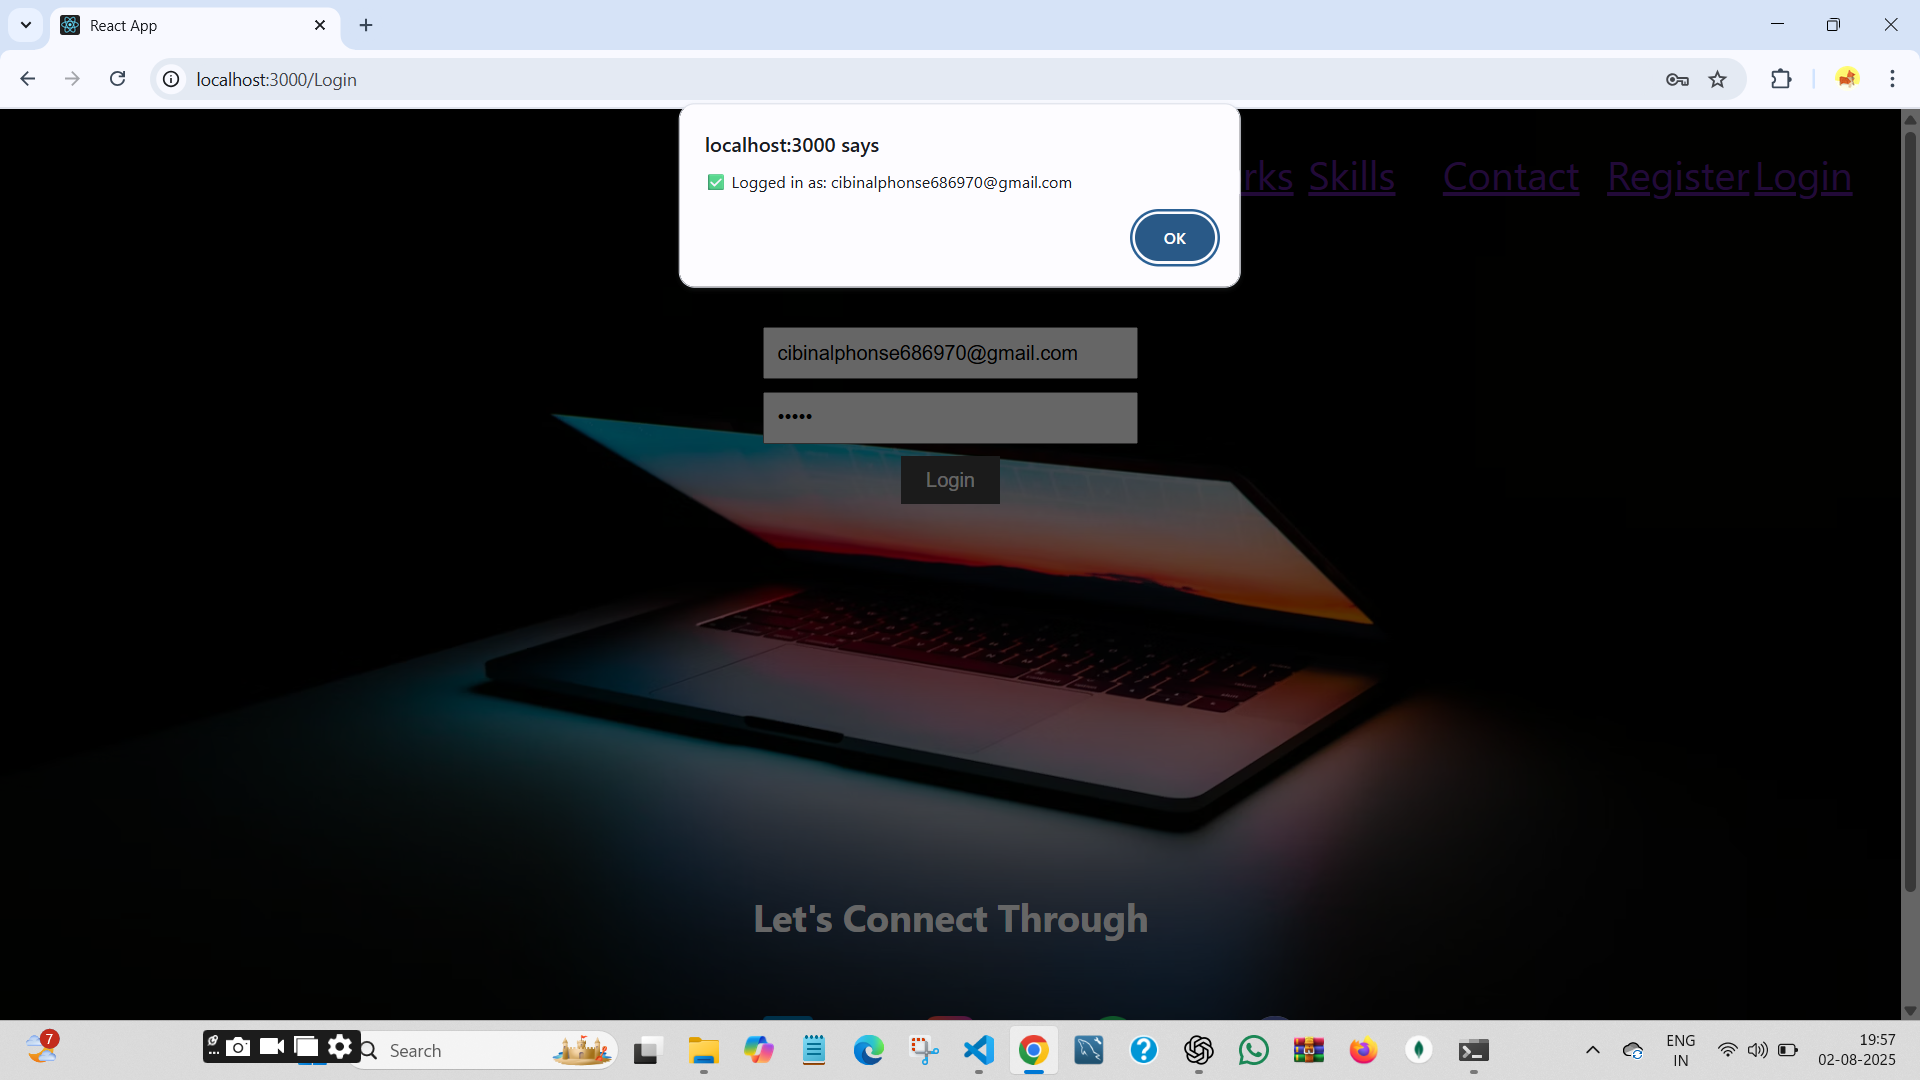 React App
localhost:3000/Login
localhost:3000 says
✅ Logged in as: cibinalphonse686970@gmail.com
OK
rks Skills Contact Register Login
cibinalphonse686970@gmail.com
•••••
Login
Let's Connect Through
7
Search
ENG
IN
19:57
02-08-2025